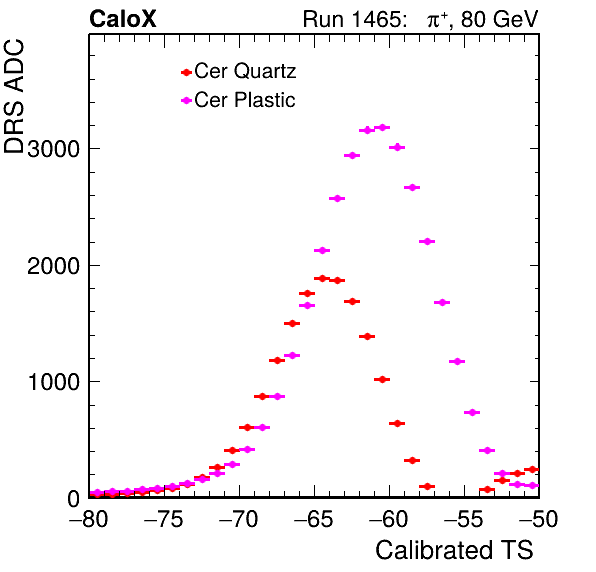 CaloX Run 1465: π⁺, 80 GeV
DRS ADC
Cer Quartz
Cer Plastic
3000
2000
1000
0
−80 −75 −70 −65 −60 −55 −50
Calibrated TS